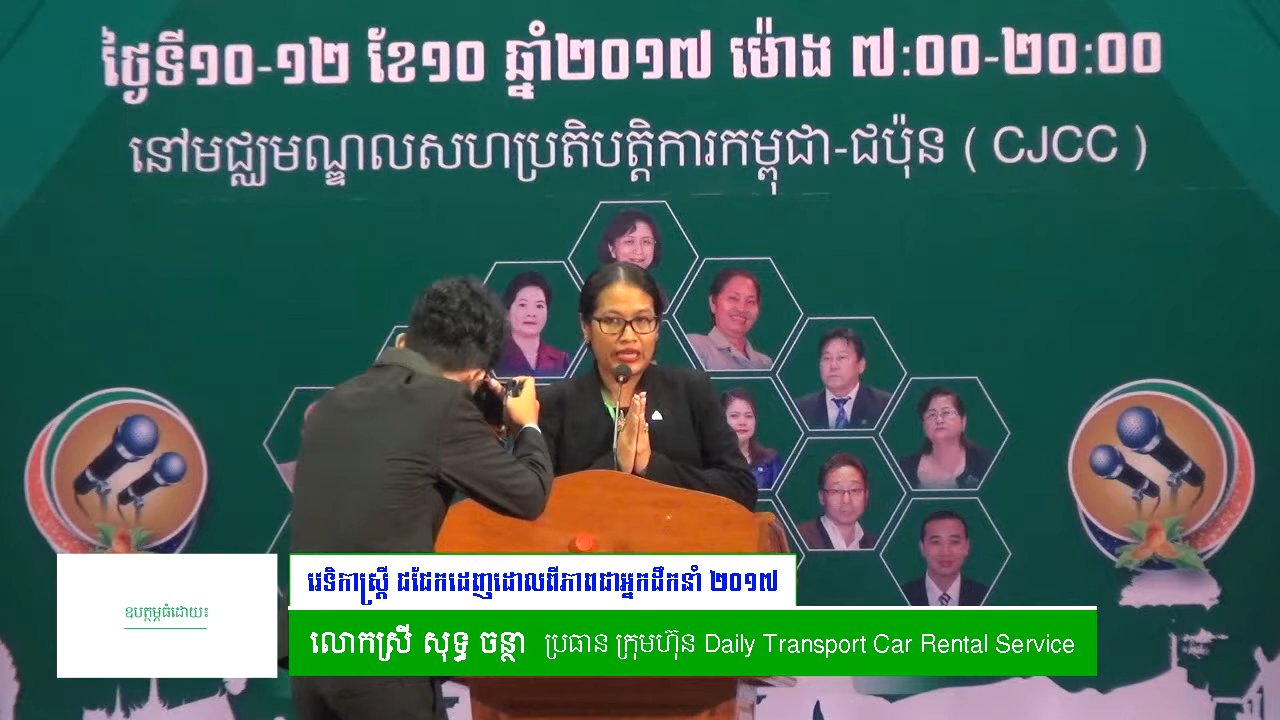 ថ្ងៃទី១០-១២ ខែ១០ ឆ្នាំ២០១៧ ម៉ោង ៧:០០-២០:០០
នៅមជ្ឈមណ្ឌលសហប្រតិបត្តិការកម្ពុជា-ជប៉ុន ( CJCC )
វេទិកាស្ត្រី ជជែកដេញដោលពីភាពជាអ្នកដឹកនាំ ២០១៧
ឧបត្ថម្ភធំដោយ៖
លោកស្រី សុទ្ធ ចន្ថា ប្រធាន ក្រុមហ៊ុន Daily Transport Car Rental Service